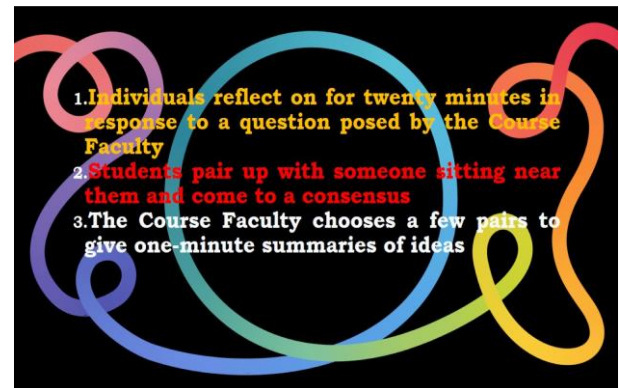 1.Individuals reflect on for twenty minutes in
response to a question posed by the Course
Faculty
2.Students pair up with someone sitting near
them and come to a consensus
3.The Course Faculty chooses a few pairs to
give one-minute summaries of ideas